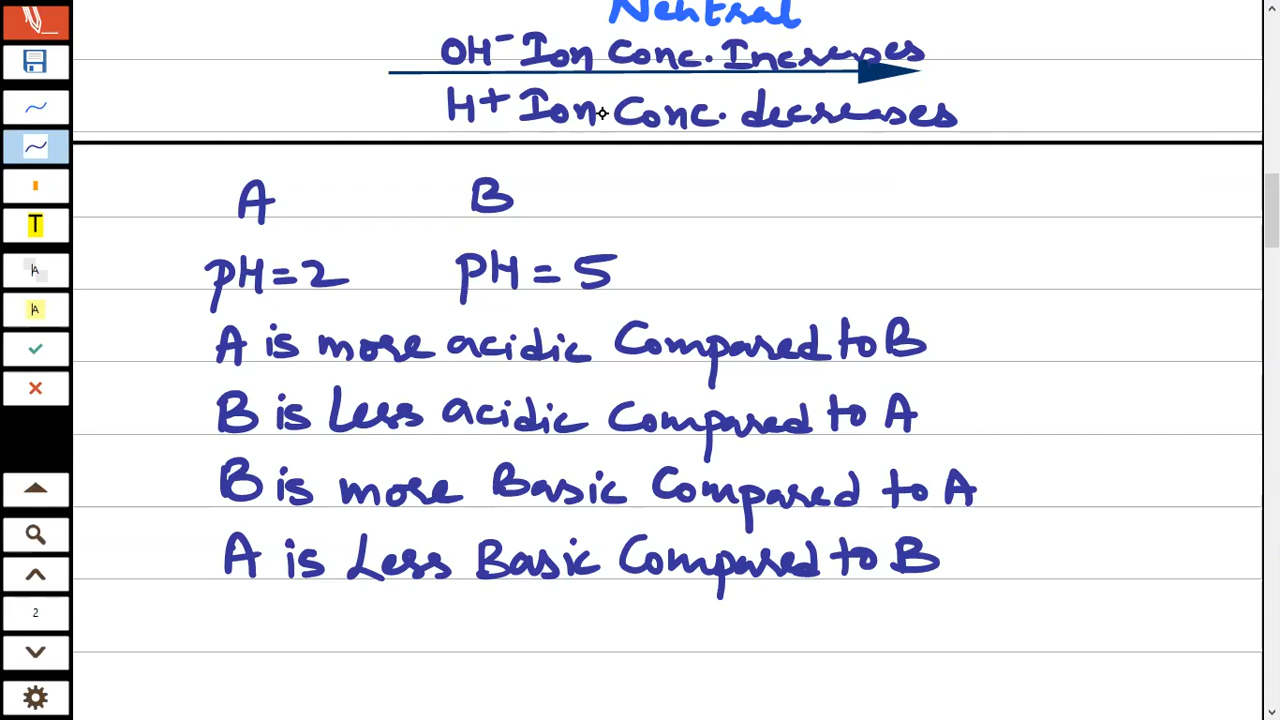 Neutral
OH⁻ Ion Conc. Increases
H+ Ion Conc. decreases
A B
pH=2 pH=5
A is more acidic Compared to B
B is Less acidic Compared to A
B is more Basic Compared to A
A is Less Basic Compared to B
T
A
A
2